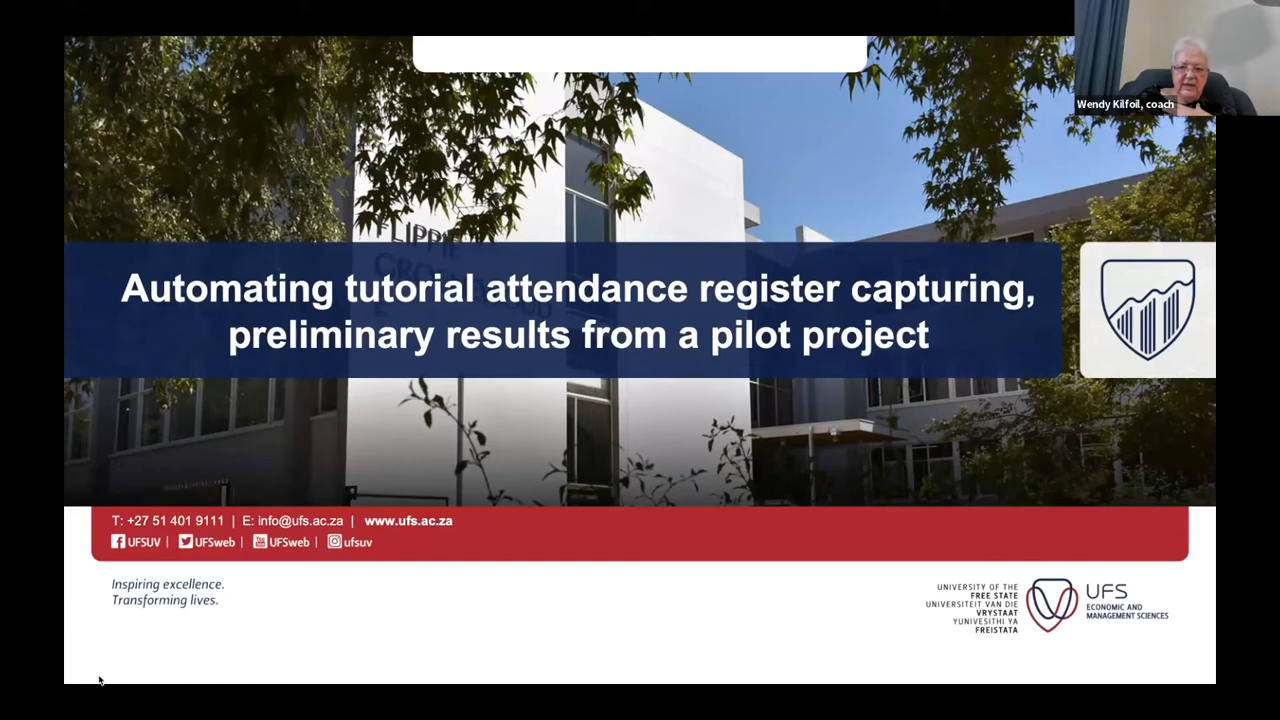 Wendy Kilfoil, coach
FLIPPIE
Automating tutorial attendance register capturing,
preliminary results from a pilot project
T: +27 51 401 9111 | E: info@ufs.ac.za | www.ufs.ac.za
UFSUV | UFSweb | UFSweb | ufsuv
Inspiring excellence.
Transforming lives.
UNIVERSITY OF THE
FREE STATE
UNIVERSITEIT VAN DIE
VRYSTAAT
YUNIVESITHI YA
FREISTATA
UFS
ECONOMIC AND
MANAGEMENT SCIENCES